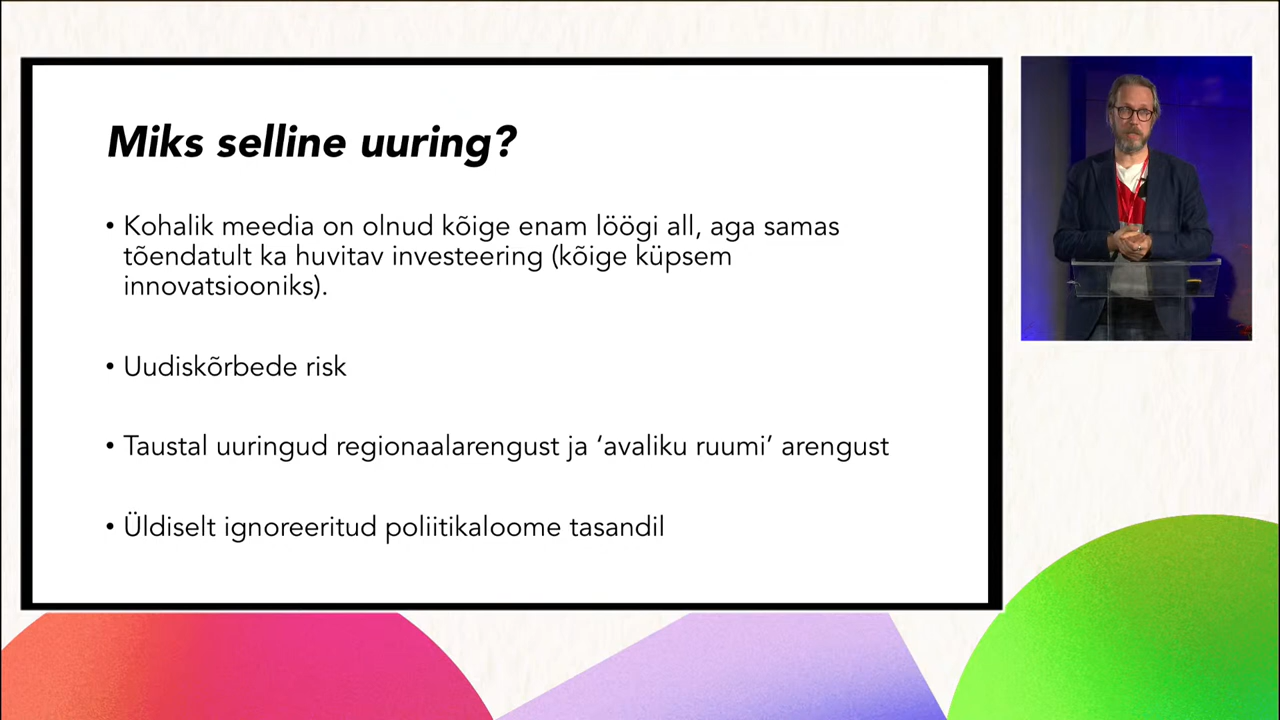 Miks selline uuring?
• Kohalik meedia on olnud kõige enam löögi all, aga samas
tõendatult ka huvitav investeering (kõige küpsem
innovatsiooniks).
• Uudiskõrbede risk
• Taustal uuringud regionaalarengust ja ‘avaliku ruumi’ arengust
• Üldiselt ignoreeritud poliitikaloome tasandil